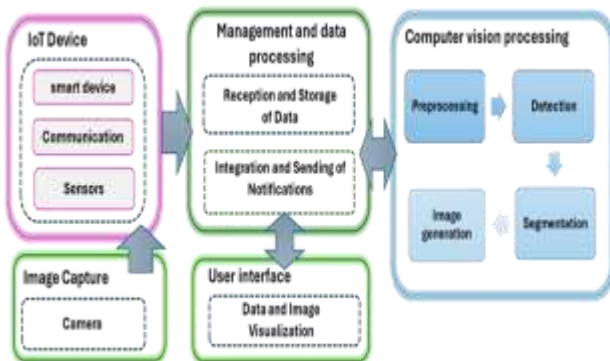 IoT Device
smart device
Communication
Sensors
Image Capture
Camera
Management and data
processing
Reception and Storage
of Data
Integration and Sending of
Notifications
User interface
Data and Image
Visualization
Computer vision processing
Preprocessing
Detection
Segmentation
Image
generation